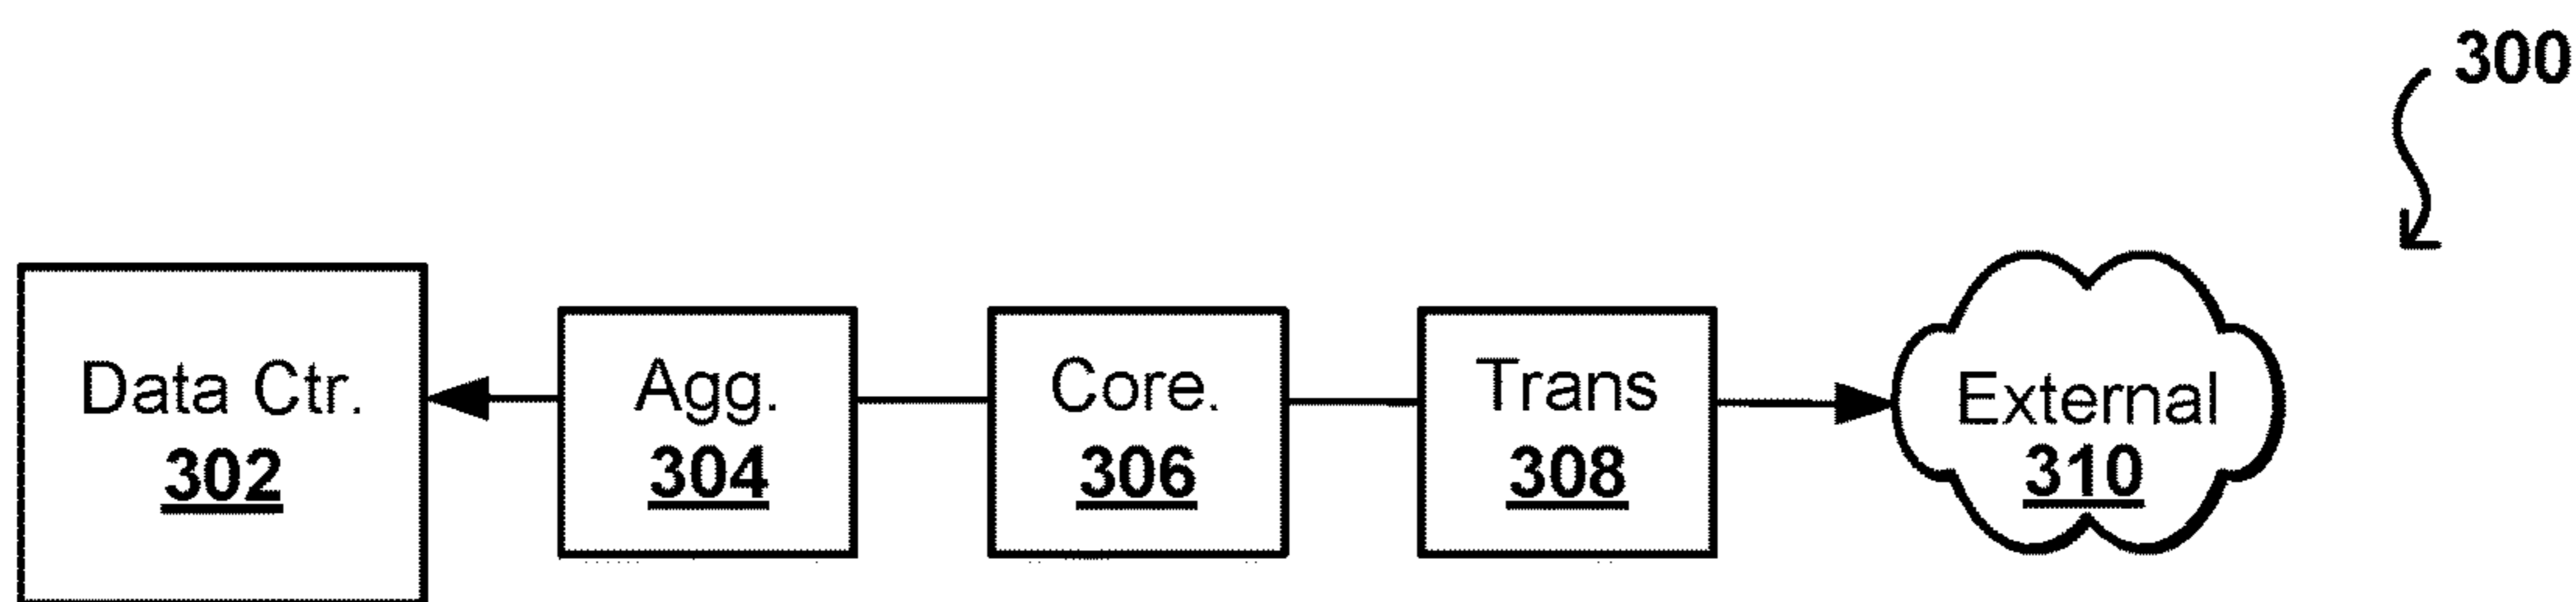 300
Data Ctr.
302
Agg.
304
Core.
306
Trans
308
External
310